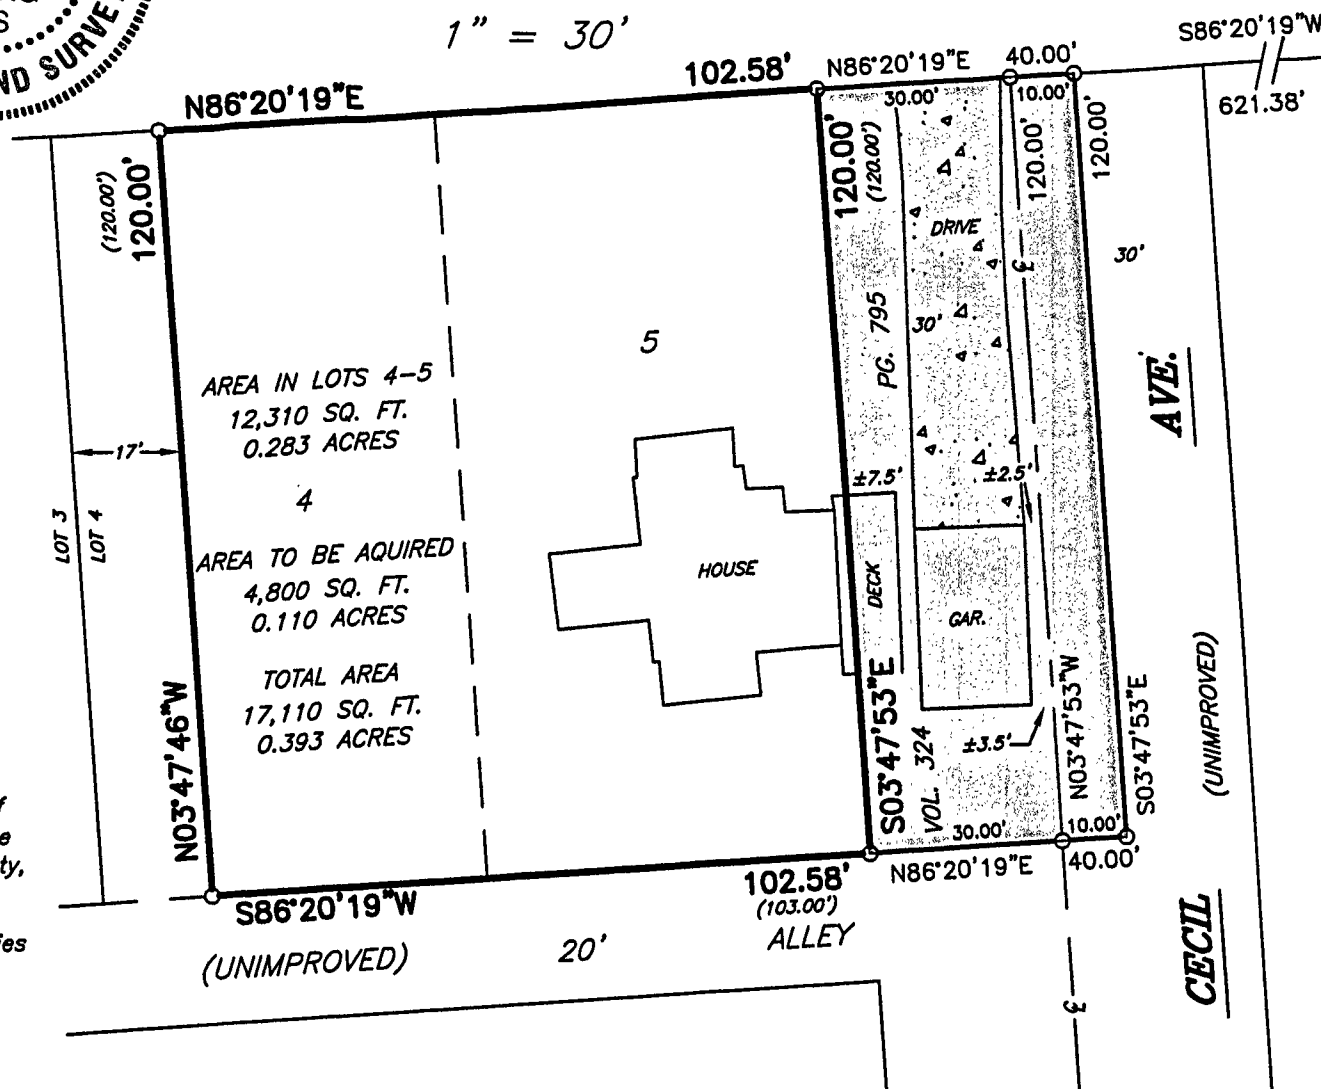 S
ND SURVE
1" = 30'
S86°20'19"W
621.38'
N86°20'19"E
102.58'
N86°20'19"E
40.00'
30.00'
10.00'
(120.00')
120.00'
120.00'
(120.00')
120.00'
120.00'
DRIVE
3
30'
PG. 795
30'
5
AREA IN LOTS 4-5
12,310 SQ. FT.
0.283 ACRES
17'
4
LOT 3
LOT 4
AREA TO BE AQUIRED
4,800 SQ. FT.
0.110 ACRES
TOTAL AREA
17,110 SQ. FT.
0.393 ACRES
HOUSE
±7.5'
±2.5'
DECK
GAR.
AVE.
(UNIMPROVED)
N03°47'46"W
S03°47'53"E
VOL. 324
±3.5'
N03°47'53"W
S03°47'53"E
f
e
ty,
ies
S86°20'19"W
102.58'
(103.00')
30.00'
10.00'
N86°20'19"E
40.00'
(UNIMPROVED)
20'
ALLEY
CECIL
3